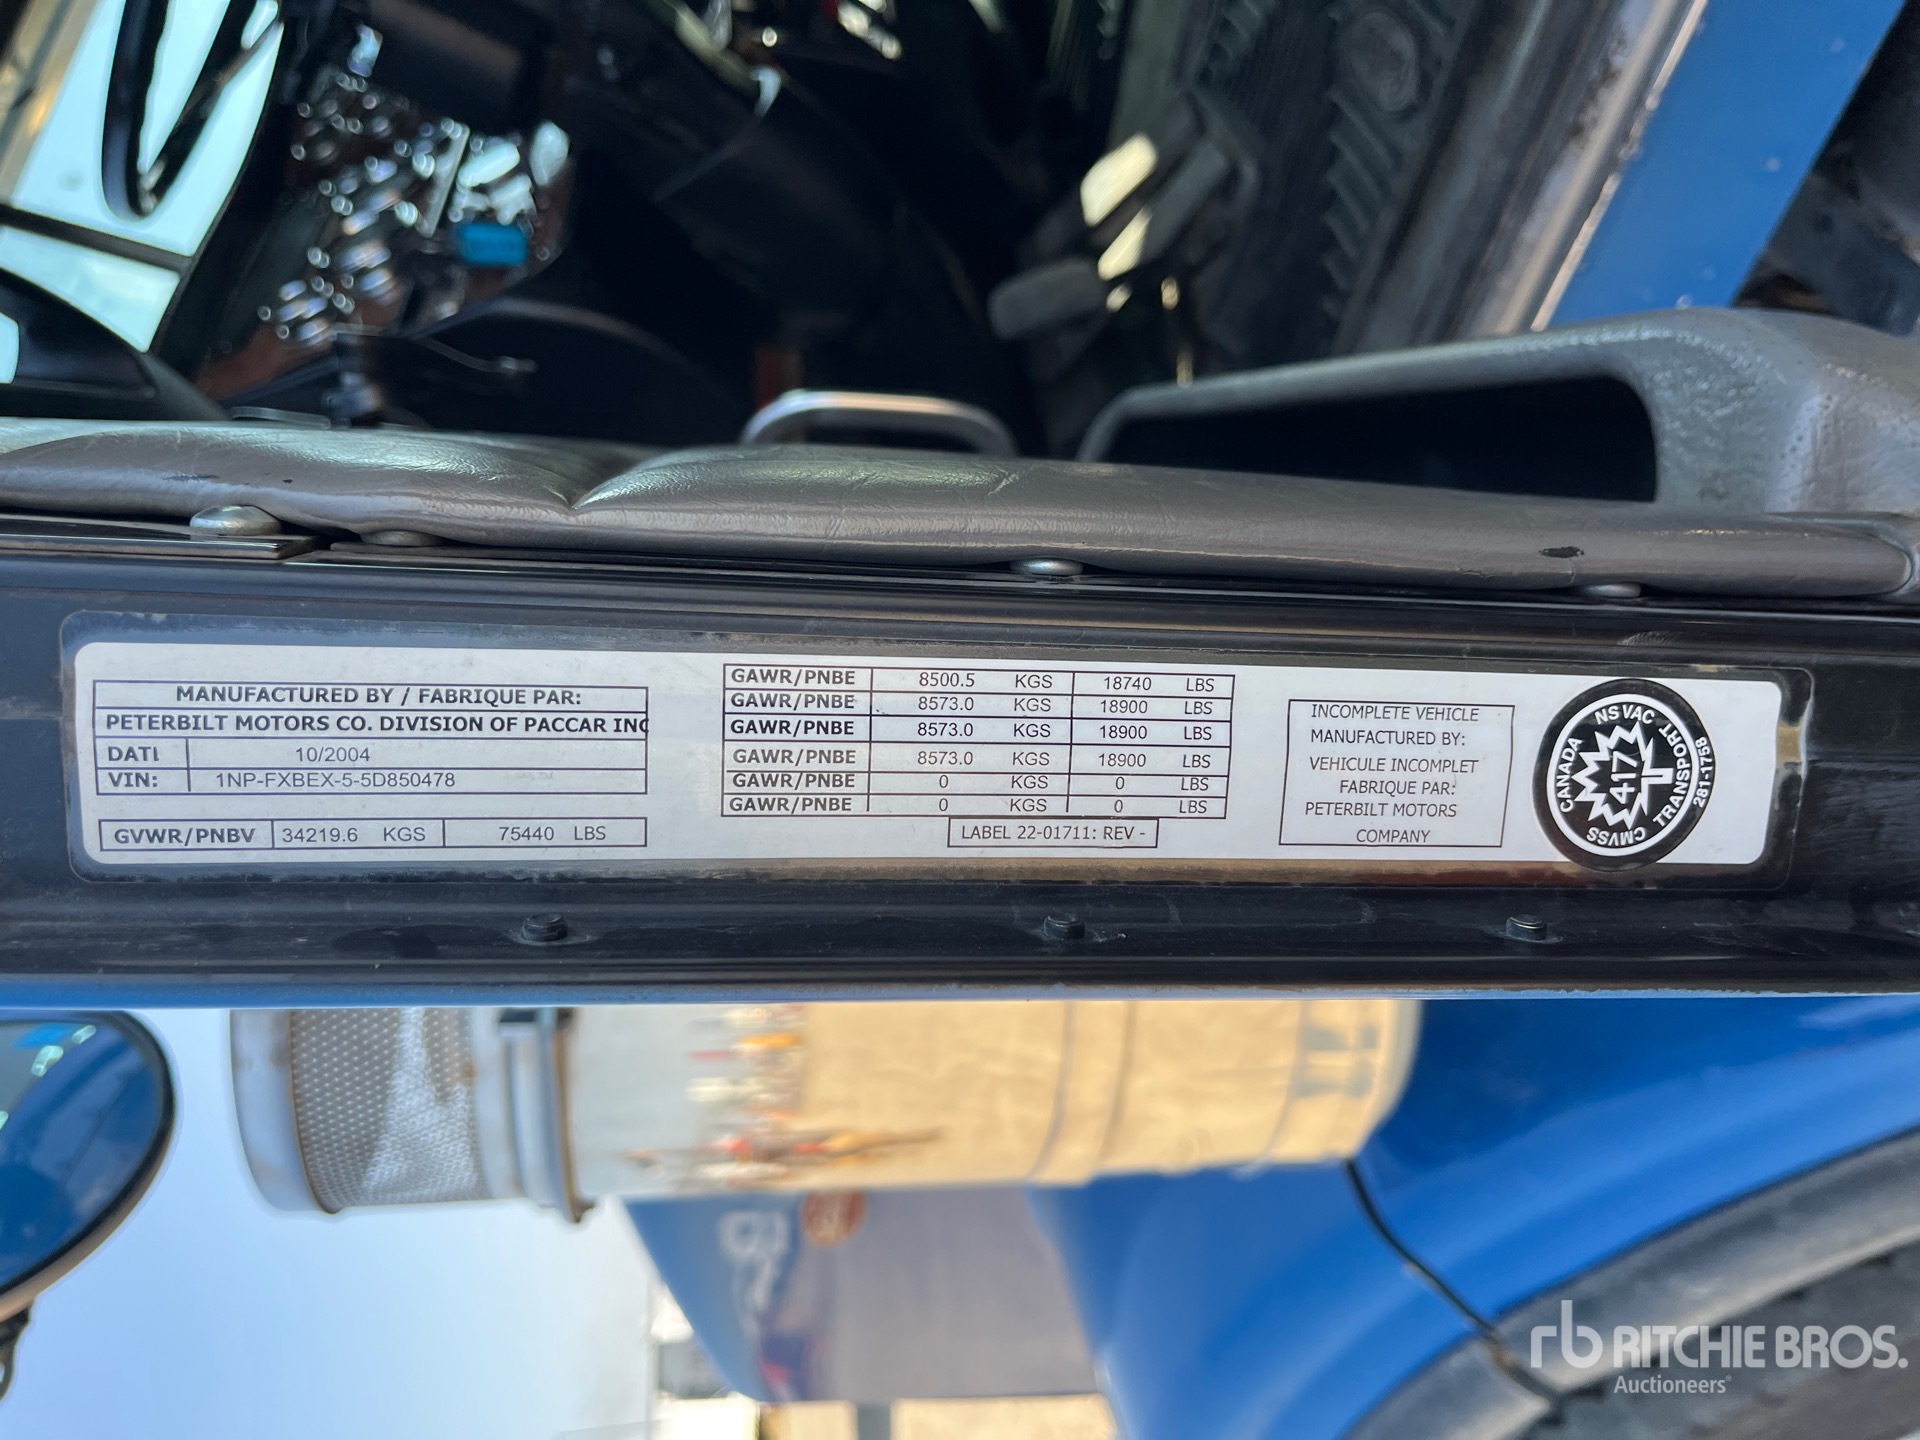 MANUFACTURED BY / FABRIQUE PAR:
PETERBILT MOTORS CO. DIVISION OF PACCAR INC
DATI 10/2004
VIN: 1NP-FXBEX-5-5D850478
GVWR/PNBV 34219.6 KGS 75440 LBS
GAWR/PNBE 8500.5 KGS 18740 LBS
GAWR/PNBE 8573.0 KGS 18900 LBS
GAWR/PNBE 8573.0 KGS 18900 LBS
GAWR/PNBE 8573.0 KGS 18900 LBS
GAWR/PNBE 0 KGS 0 LBS
GAWR/PNBE 0 KGS 0 LBS
LABEL 22-01711: REV -
INCOMPLETE VEHICLE
MANUFACTURED BY:
VEHICULE INCOMPLET
FABRIQUE PAR:
PETERBILT MOTORS
COMPANY
CANADA
NSVAC
TRANSPORT
CMVSS
417
281-1758
rb RITCHIE BROS.
Auctioneers